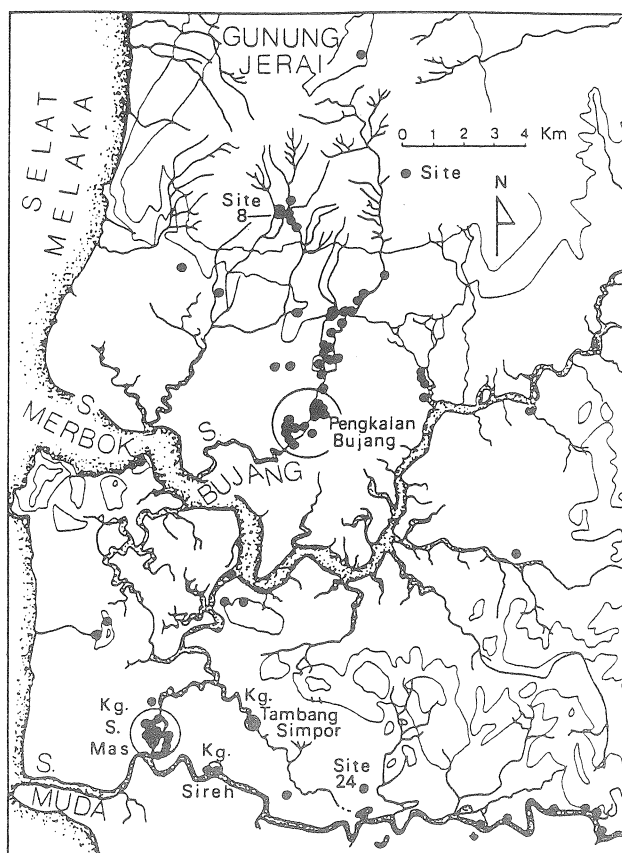 GUNUNG
JERAI
SELAT
MELAKA
0 1 2 3 4 Km
Site
N
Site
8
S.
MERBOK
S.
BUJANG
Pengkalan
Bujang
Kg.
S.
Mas
Kg.
Tambang
Simpor
Kg.
Sireh
Site
24
S.
MUDA